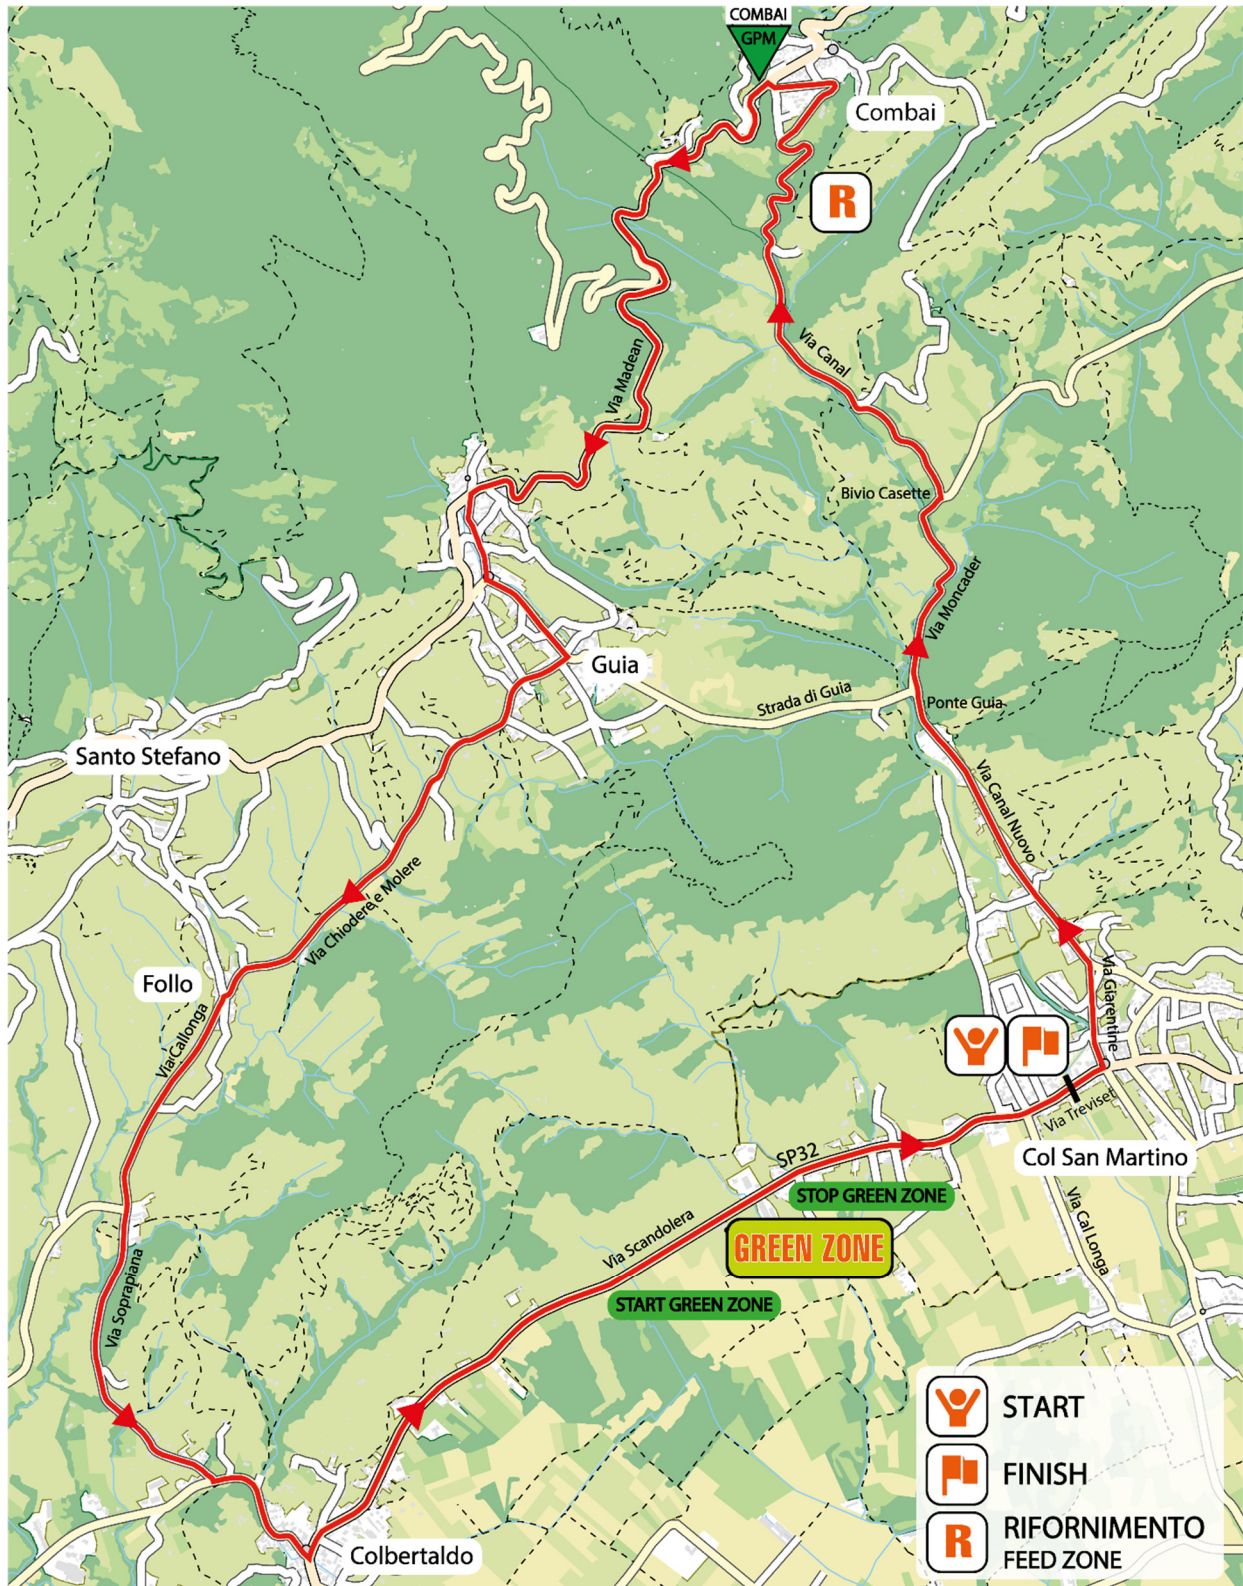 COMBAI
GPM
Combai
R
Via Canal
Via Madean
Bivio Casette
Via Moncader
Guia
Strada di Guia
Ponte Guia
Santo Stefano
Via Canal Nuovo
Via Chiodere e Molere
Follo
Via Giarentine
Via Callonga
Via Treviset
SP32
Col San Martino
STOP GREEN ZONE
Via Cal Longa
Via Scandolera
GREEN ZONE
START GREEN ZONE
Via Soprapiana
Colbertaldo
START
FINISH
R
RIFORNIMENTO
FEED ZONE